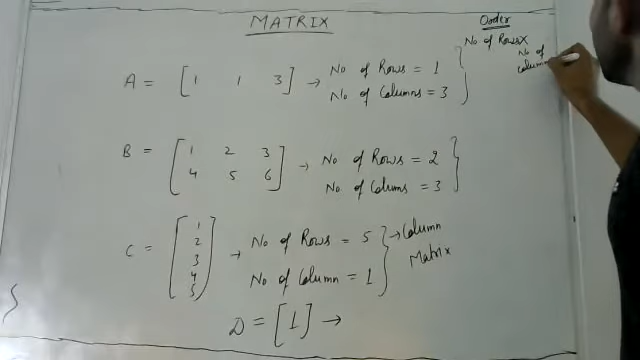 MATRIX
Order
No of Rows X
No of
Column
A = [ 1 1 3 ] → No of Rows = 1
No of Columns = 3
B = [ 1 2 3
4 5 6 ] → No of Rows = 2
No of Colums = 3
C = [ 1
2
3
4
5 ] → No of Rows = 5
No of Column = 1
→ Column
Matrix
D = [ 1 ] →